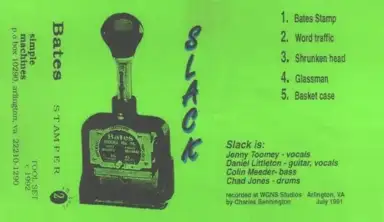 simple
machines
p o box 10290, arlington, va. 22210-1290
Bates
STAMPER
TOOL SET
© 1992
2
SLACK
Bates
1. Bates Stamp
2. Word traffic
3. Shrunken head
4. Glassman
5. Basket case
Slack is:
Jenny Toomey - vocals
Daniel Littleton - guitar, vocals
Colin Meeder- bass
Chad Jones - drums
recorded at WGNS Studios Arlington, VA
by Charles Bennington July 1991